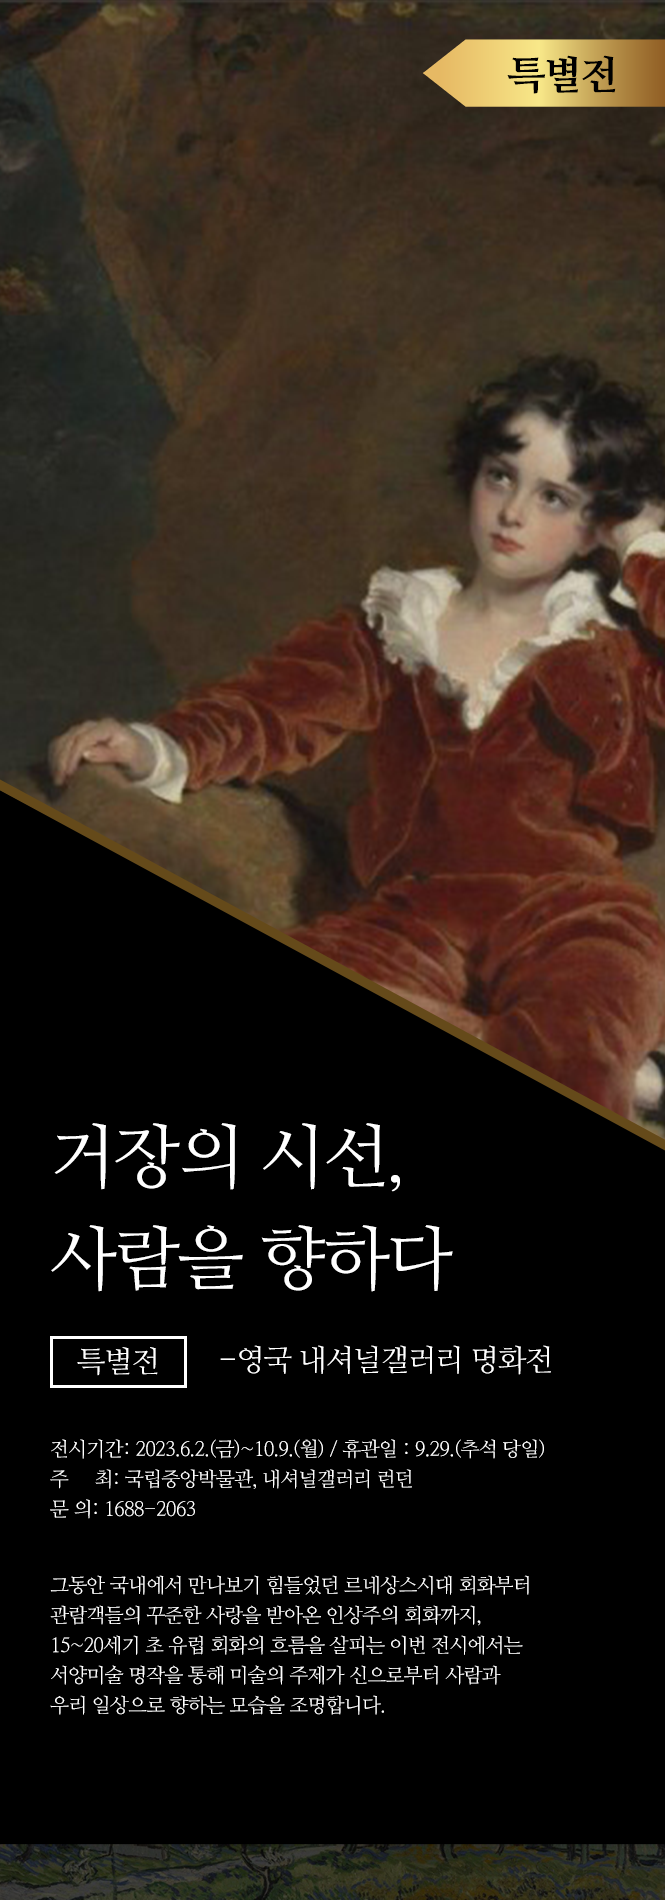 특별전
거장의 시선,
사람을 향하다
특별전 -영국 내셔널갤러리 명화전
전시기간: 2023.6.2.(금)~10.9.(월) / 휴관일 : 9.29.(추석 당일)
주 최: 국립중앙박물관, 내셔널갤러리 런던
문 의: 1688-2063
그동안 국내에서 만나보기 힘들었던 르네상스시대 회화부터
관람객들의 꾸준한 사랑을 받아온 인상주의 회화까지,
15~20세기 초 유럽 회화의 흐름을 살피는 이번 전시에서는
서양미술 명작을 통해 미술의 주제가 신으로부터 사람과
우리 일상으로 향하는 모습을 조명합니다.